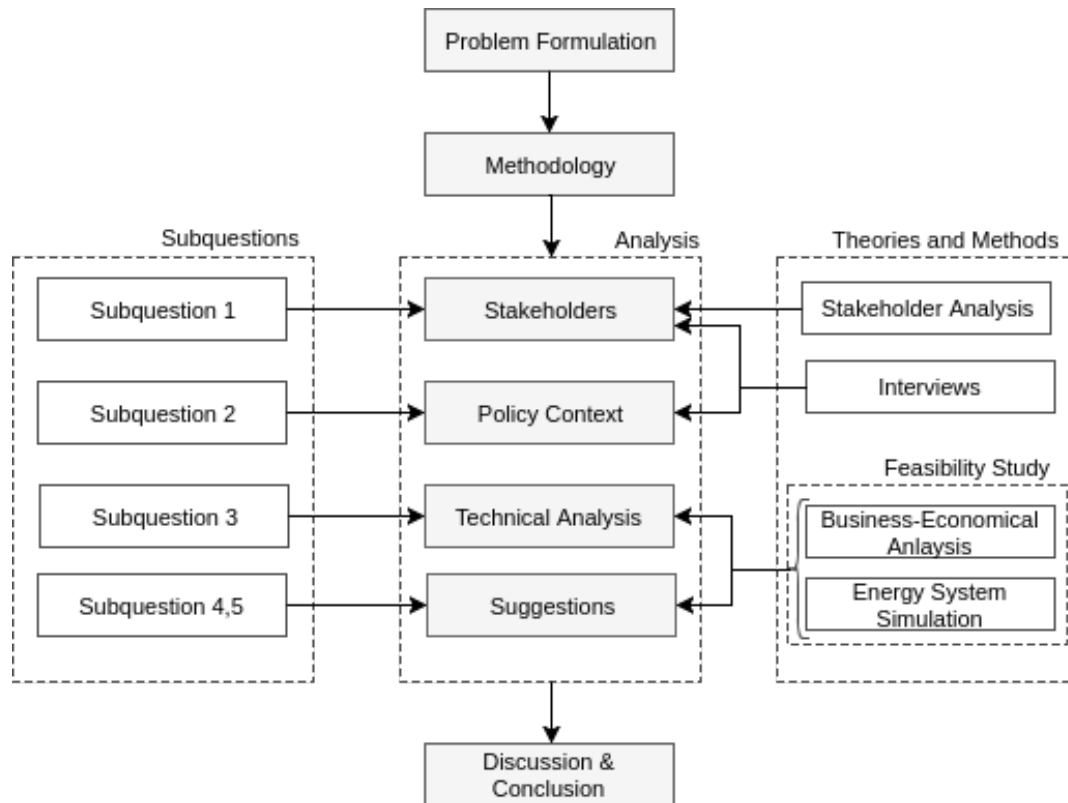 Problem Formulation
Methodology
Subquestions
Analysis
Theories and Methods
Subquestion 1
Stakeholders
Stakeholder Analysis
Interviews
Subquestion 2
Policy Context
Feasibility Study
Subquestion 3
Technical Analysis
Business-Economical
Anlaysis
Subquestion 4,5
Suggestions
Energy System
Simulation
Discussion &
Conclusion